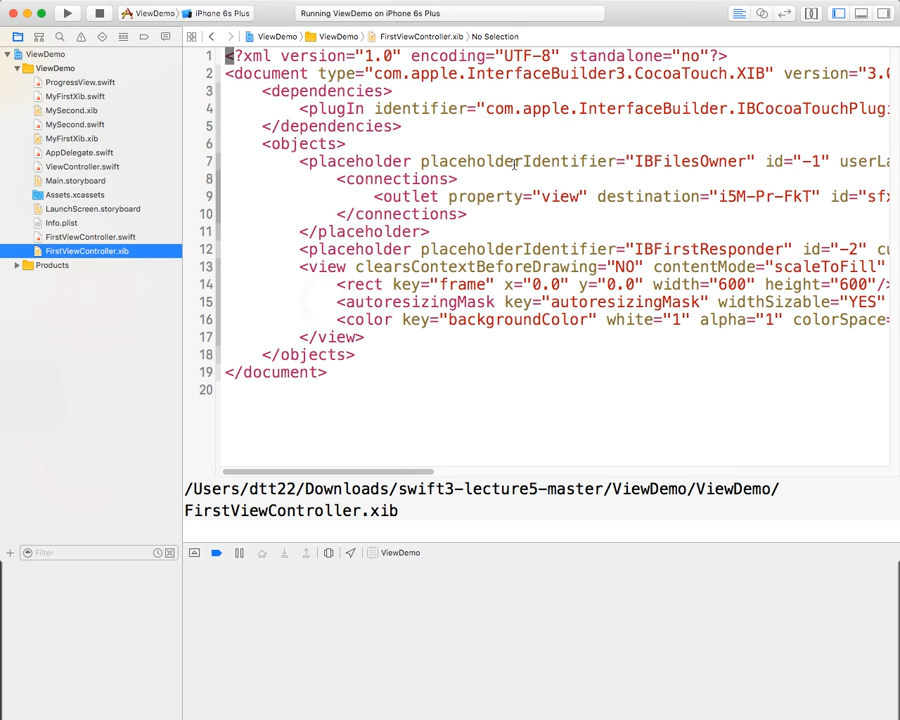 ViewDemo iPhone 6s Plus Running ViewDemo on iPhone 6s Plus
ViewDemo ViewDemo FirstViewController.xib No Selection
ViewDemo
ViewDemo
ProgressView.swift
MyFirstXib.swift
MySecond.xib
MySecond.swift
MyFirstXib.xib
AppDelegate.swift
ViewController.swift
Main.storyboard
Assets.xcassets
LaunchScreen.storyboard
Info.plist
FirstViewController.swift
FirstViewController.xib
Products
1 <?xml version="1.0" encoding="UTF-8" standalone="no"?>
2 <document type="com.apple.InterfaceBuilder3.CocoaTouch.XIB" version="3.0
3 <dependencies>
4 <plugIn identifier="com.apple.InterfaceBuilder.IBCocoaTouchPlugi
5 </dependencies>
6 <objects>
7 <placeholder placeholderIdentifier="IBFilesOwner" id="-1" userLa
8 <connections>
9 <outlet property="view" destination="i5M-Pr-FkT" id="sfx
10 </connections>
11 </placeholder>
12 <placeholder placeholderIdentifier="IBFirstResponder" id="-2" cu
13 <view clearsContextBeforeDrawing="NO" contentMode="scaleToFill"
14 <rect key="frame" x="0.0" y="0.0" width="600" height="600"/>
15 <autoresizingMask key="autoresizingMask" widthSizable="YES"
16 <color key="backgroundColor" white="1" alpha="1" colorSpace=
17 </view>
18 </objects>
19 </document>
20
/Users/dtt22/Downloads/swift3-lecture5-master/ViewDemo/ViewDemo/
FirstViewController.xib
Filter
ViewDemo